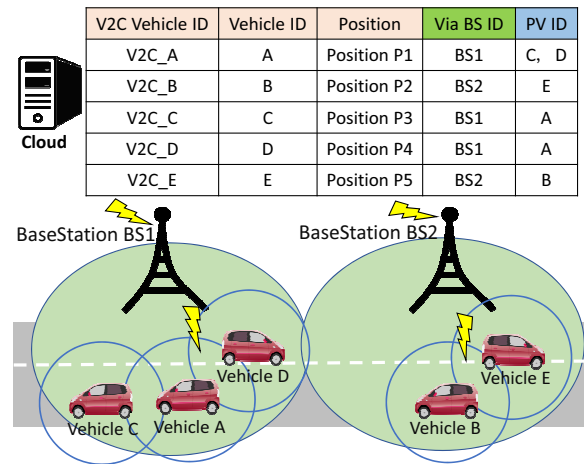 V2C Vehicle ID Vehicle ID Position Via BS ID PV ID
V2C_A A Position P1 BS1 C, D
V2C_B B Position P2 BS2 E
V2C_C C Position P3 BS1 A
V2C_D D Position P4 BS1 A
V2C_E E Position P5 BS2 B
Cloud
BaseStation BS1
BaseStation BS2
Vehicle D
Vehicle E
Vehicle C
Vehicle A
Vehicle B